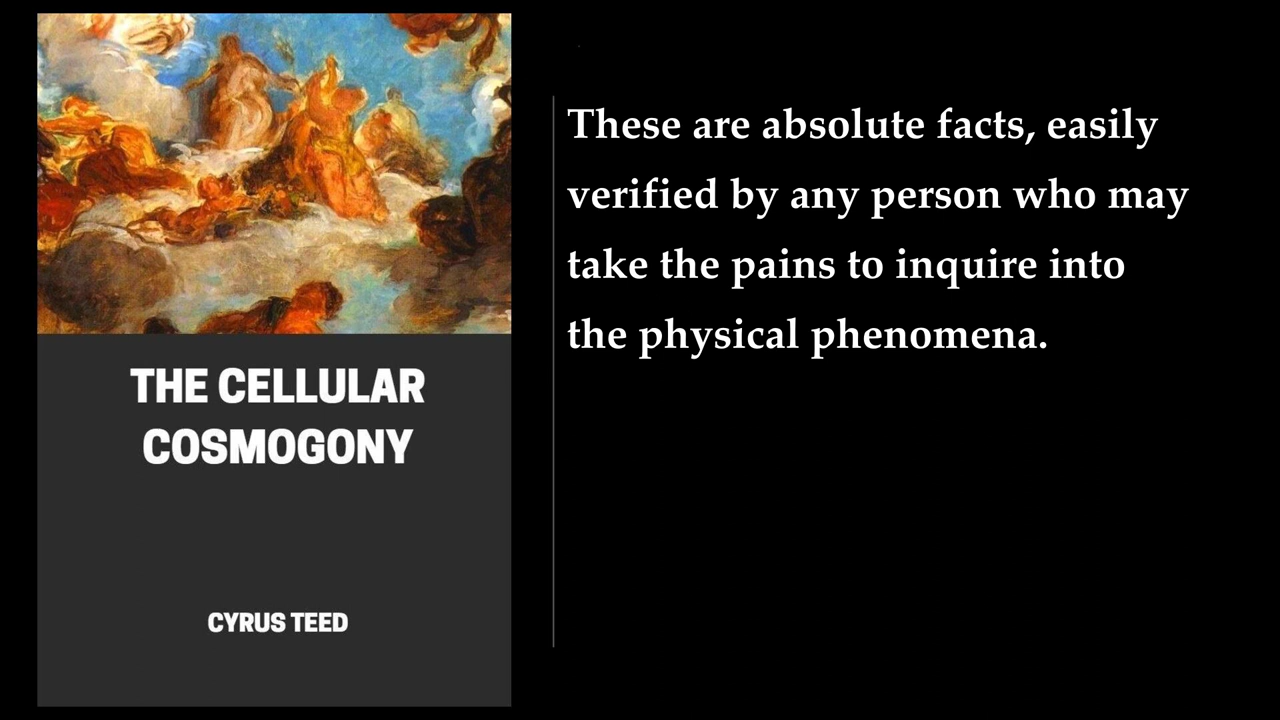 THE CELLULAR
COSMOGONY
CYRUS TEED
These are absolute facts, easily
verified by any person who may
take the pains to inquire into
the physical phenomena.